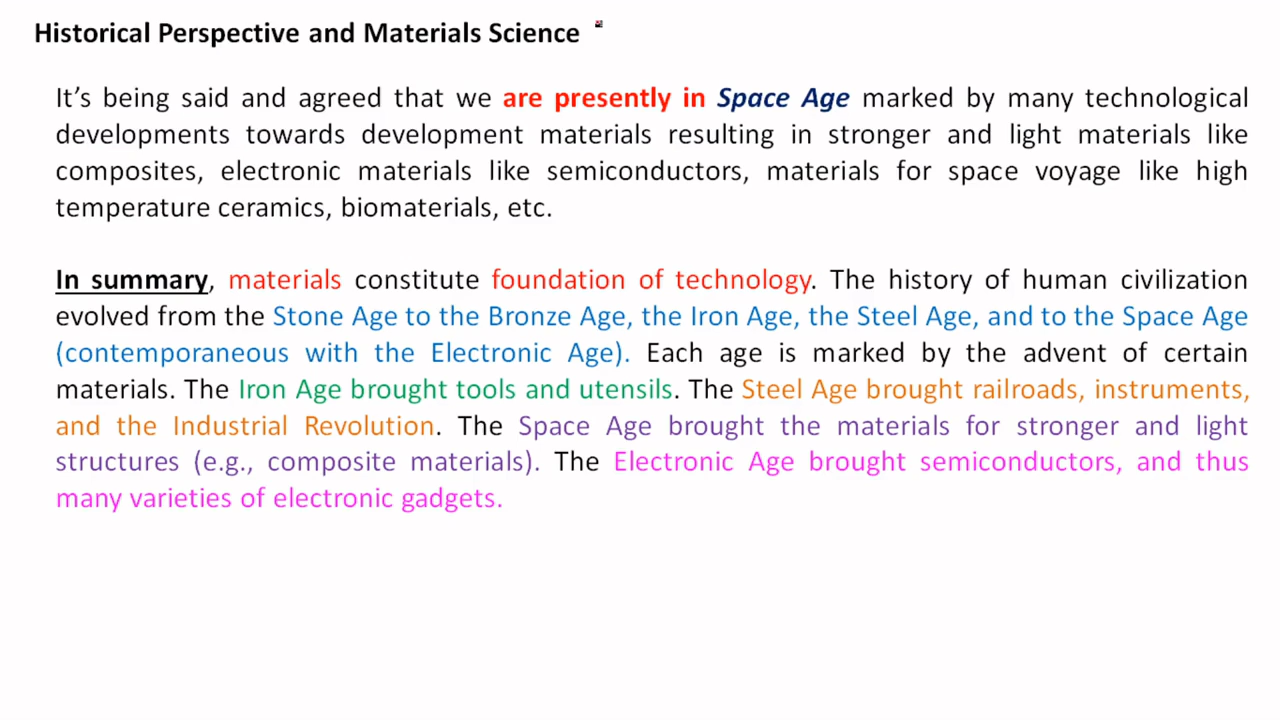 Historical Perspective and Materials Science
It's being said and agreed that we are presently in Space Age marked by many technological
developments towards development materials resulting in stronger and light materials like
composites, electronic materials like semiconductors, materials for space voyage like high
temperature ceramics, biomaterials, etc.
In summary, materials constitute foundation of technology. The history of human civilization
evolved from the Stone Age to the Bronze Age, the Iron Age, the Steel Age, and to the Space Age
(contemporaneous with the Electronic Age). Each age is marked by the advent of certain
materials. The Iron Age brought tools and utensils. The Steel Age brought railroads, instruments,
and the Industrial Revolution. The Space Age brought the materials for stronger and light
structures (e.g., composite materials). The Electronic Age brought semiconductors, and thus
many varieties of electronic gadgets.